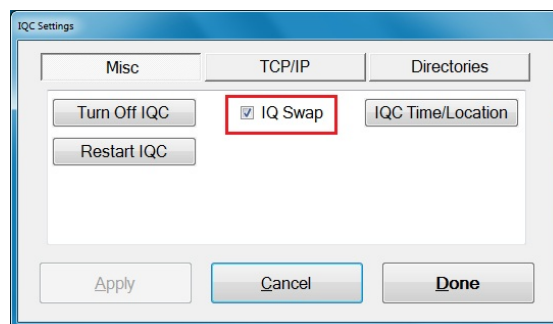 IQC Settings
Misc TCP/IP Directories
Turn Off IQC IQ Swap IQC Time/Location
Restart IQC
Apply Cancel Done